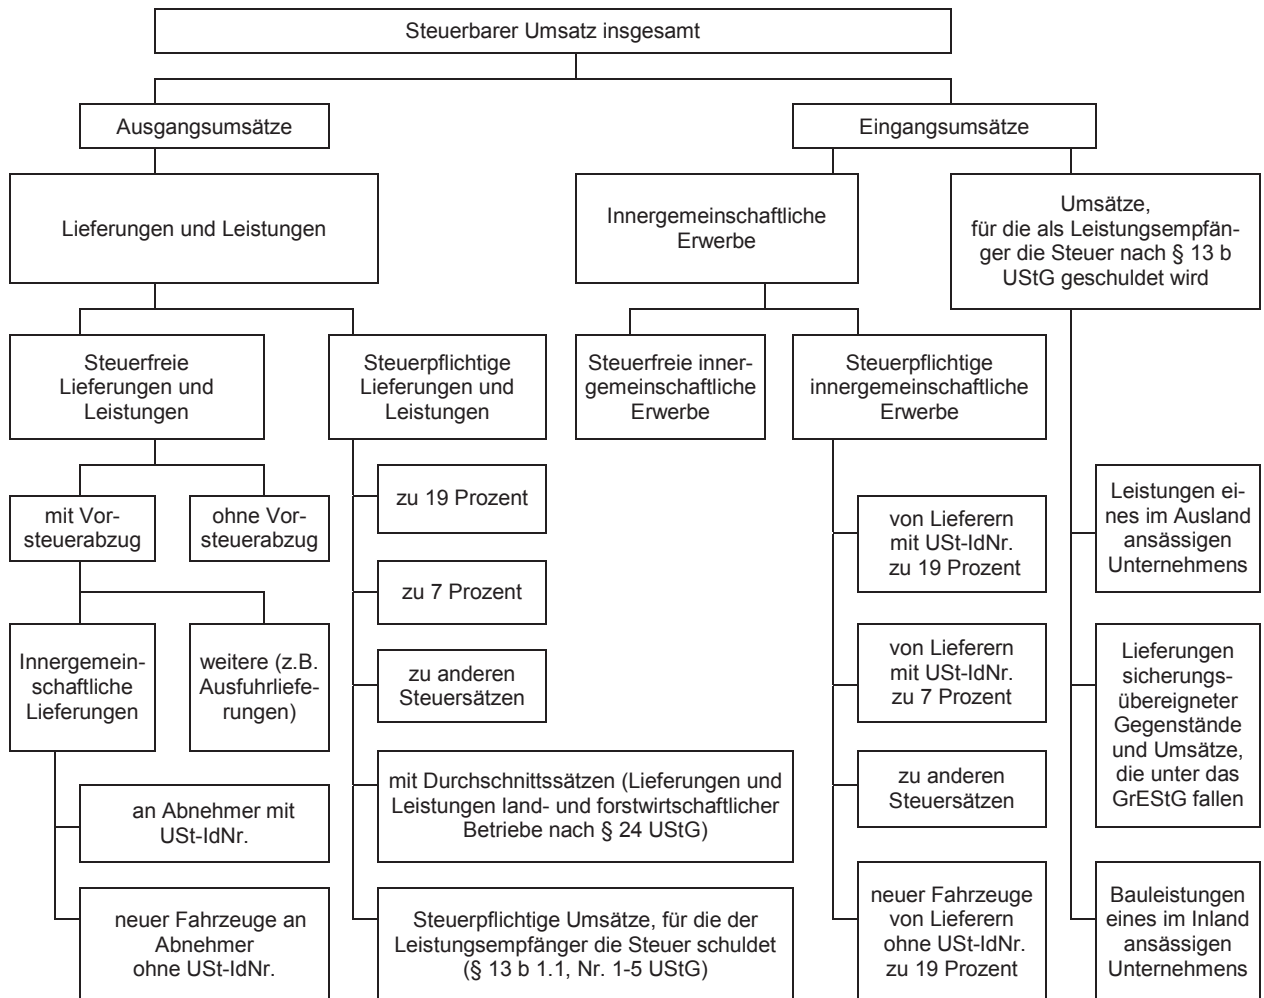 Steuerbarer Umsatz insgesamt
Ausgangsumsätze
Eingangsumsätze
Lieferungen und Leistungen
Innergemeinschaftliche
Erwerbe
Umsätze,
für die als Leistungsempfän-
ger die Steuer nach § 13 b
UStG geschuldet wird
Steuerfreie
Lieferungen und
Leistungen
Steuerpflichtige
Lieferungen und
Leistungen
Steuerfreie inner-
gemeinschaftliche
Erwerbe
Steuerpflichtige
innergemeinschaftliche
Erwerbe
mit Vor-
steuerabzug
ohne Vor-
steuerabzug
zu 19 Prozent
zu 7 Prozent
zu anderen
Steuersätzen
Innergemein-
schaftliche
Lieferungen
weitere (z.B.
Ausfuhrliefe-
rungen)
an Abnehmer mit
USt-IdNr.
neuer Fahrzeuge an
Abnehmer
ohne USt-IdNr.
mit Durchschnittssätzen (Lieferungen und
Leistungen land- und forstwirtschaftlicher
Betriebe nach § 24 UStG)
Steuerpflichtige Umsätze, für die der
Leistungsempfänger die Steuer schuldet
(§ 13 b 1.1, Nr. 1-5 UStG)
von Lieferern
mit USt-IdNr.
zu 19 Prozent
von Lieferern
mit USt-IdNr.
zu 7 Prozent
zu anderen
Steuersätzen
neuer Fahrzeuge
von Lieferern
ohne USt-IdNr.
zu 19 Prozent
Leistungen ei-
nes im Ausland
ansässigen
Unternehmens
Lieferungen
sicherungs-
übereigneter
Gegenstände
und Umsätze,
die unter das
GrEStG fallen
Bauleistungen
eines im Inland
ansässigen
Unternehmens